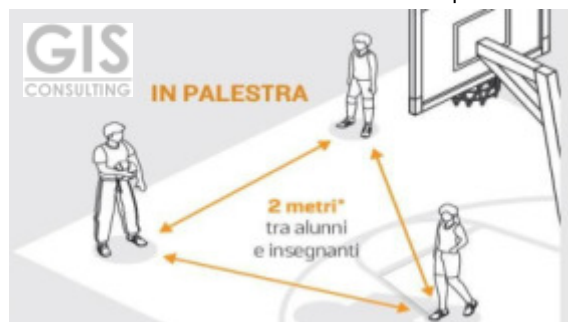 GIS
CONSULTING
IN PALESTRA
2 metri*
tra alunni
e insegnanti